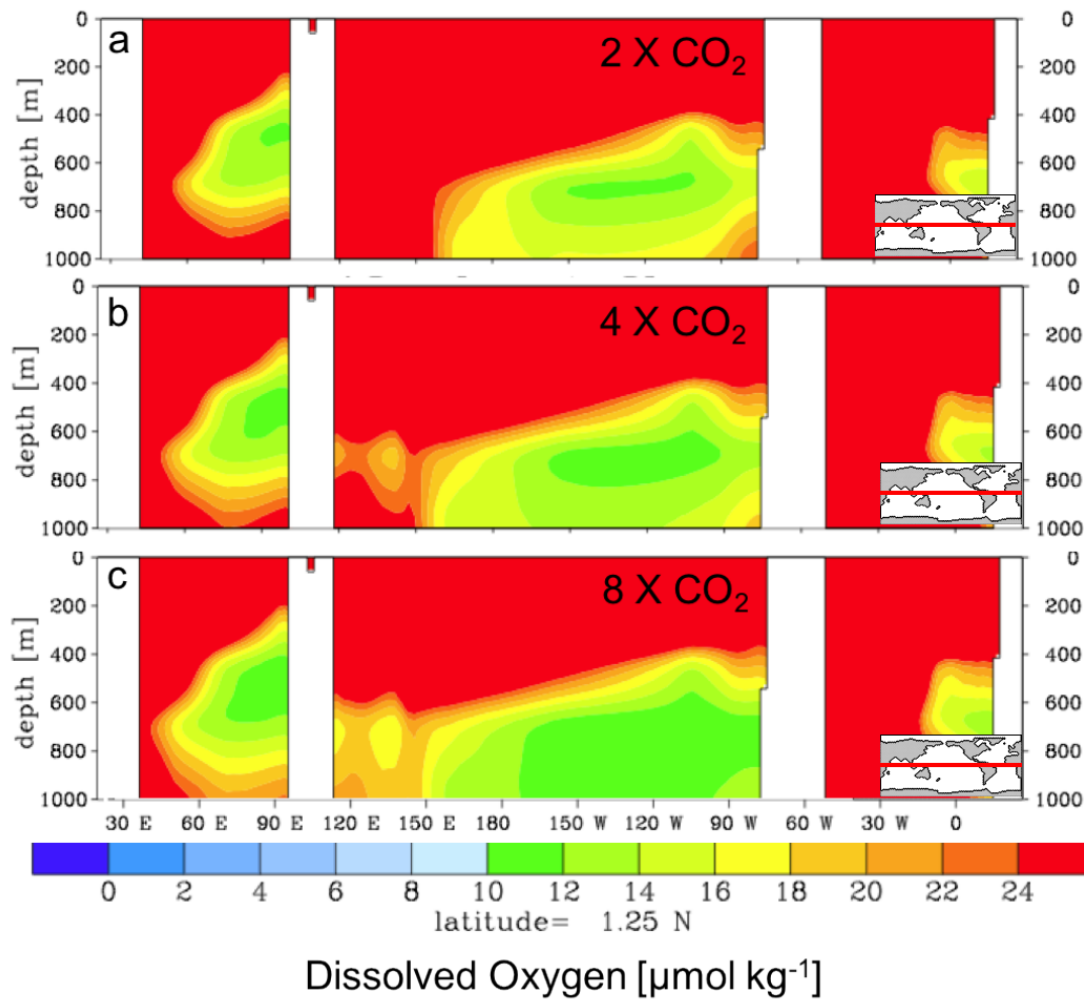 a
2 X CO₂
depth [m]
0
200
400
600
800
1000
0
200
400
600
800
1000
b
4 X CO₂
depth [m]
0
200
400
600
800
1000
0
200
400
600
800
1000
c
8 X CO₂
depth [m]
0
200
400
600
800
1000
0
200
400
600
800
1000
30 E 60 E 90 E 120 E 150 E 180 150 W 120 W 90 W 60 W 30 W 0
0 2 4 6 8 10 12 14 16 18 20 22 24
latitude= 1.25 N
Dissolved Oxygen [µmol kg⁻¹]